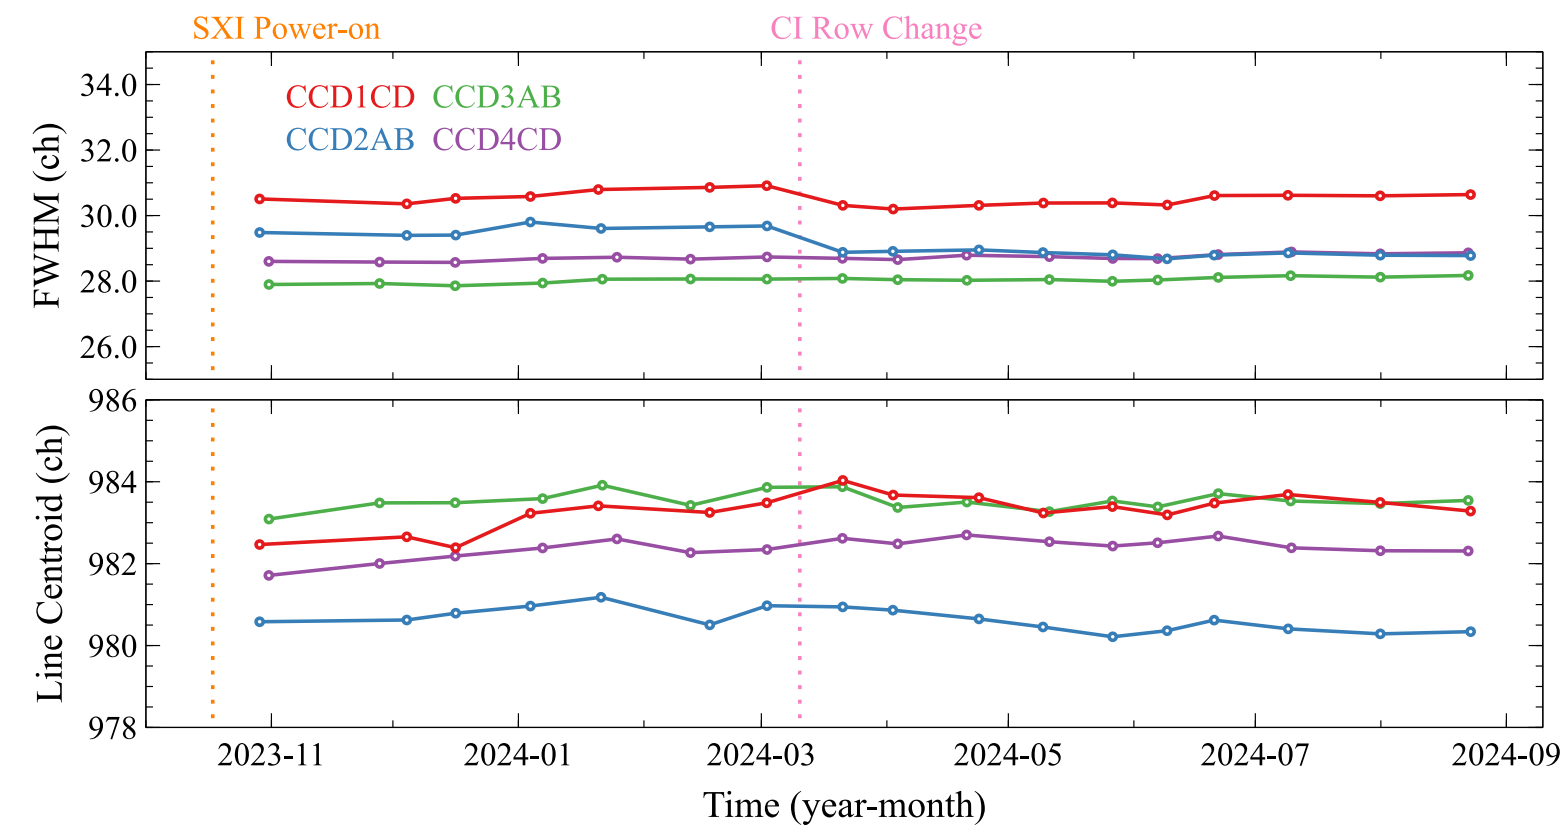 SXI Power-on CI Row Change
CCD1CD CCD3AB
CCD2AB CCD4CD
FWHM (ch)
34.0
32.0
30.0
28.0
26.0
Line Centroid (ch)
986
984
982
980
978
2023-11 2024-01 2024-03 2024-05 2024-07 2024-09
Time (year-month)